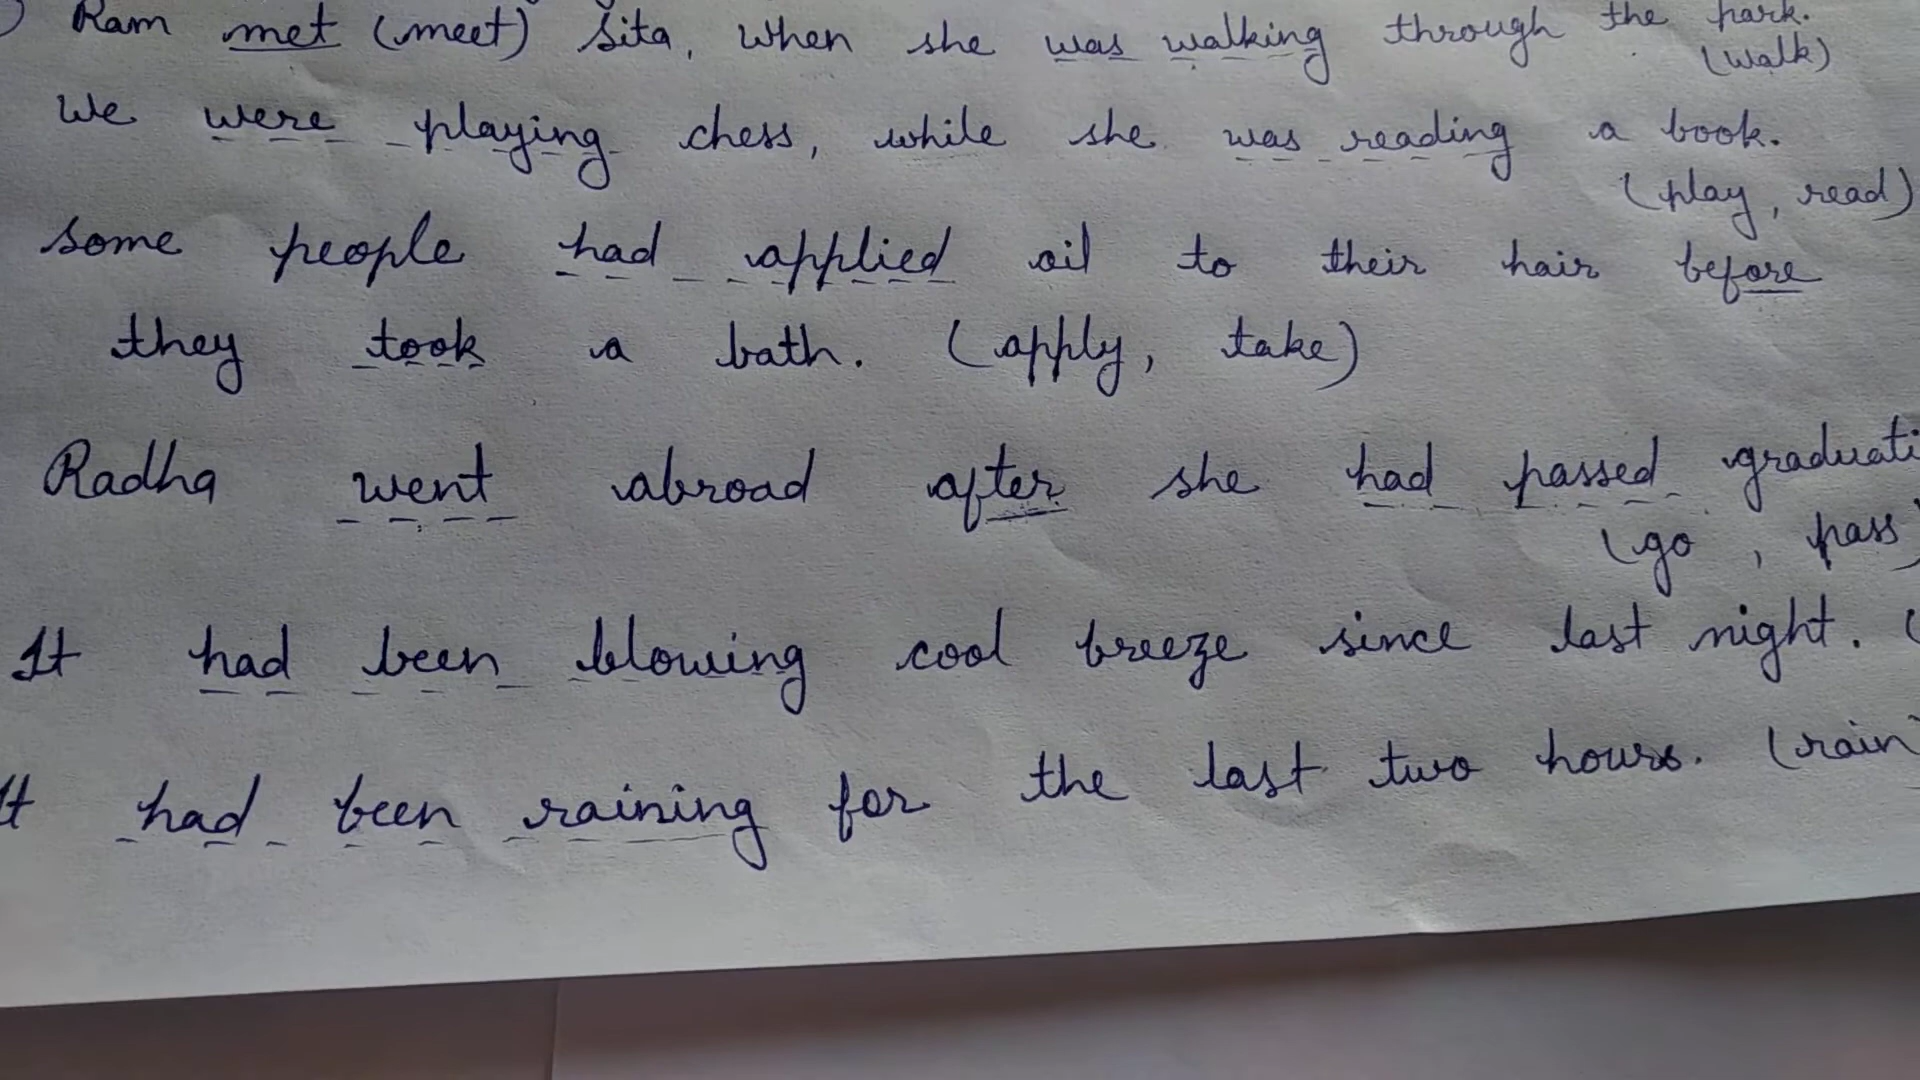 Ram met (meet) Sita, when she was walking through the park.
(walk)
We were playing chess, while she was reading a book.
(play, read)
Some people had applied oil to their hair before
they took a bath. (apply, take)
Radha went abroad after she had passed graduati
(go, pass)
It had been blowing cool breeze since last night. (
It had been raining for the last two hours. (rain)